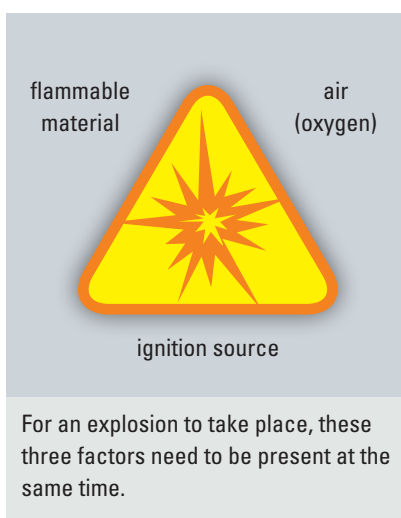 flammable
material
air
(oxygen)
ignition source
For an explosion to take place, these
three factors need to be present at the
same time.